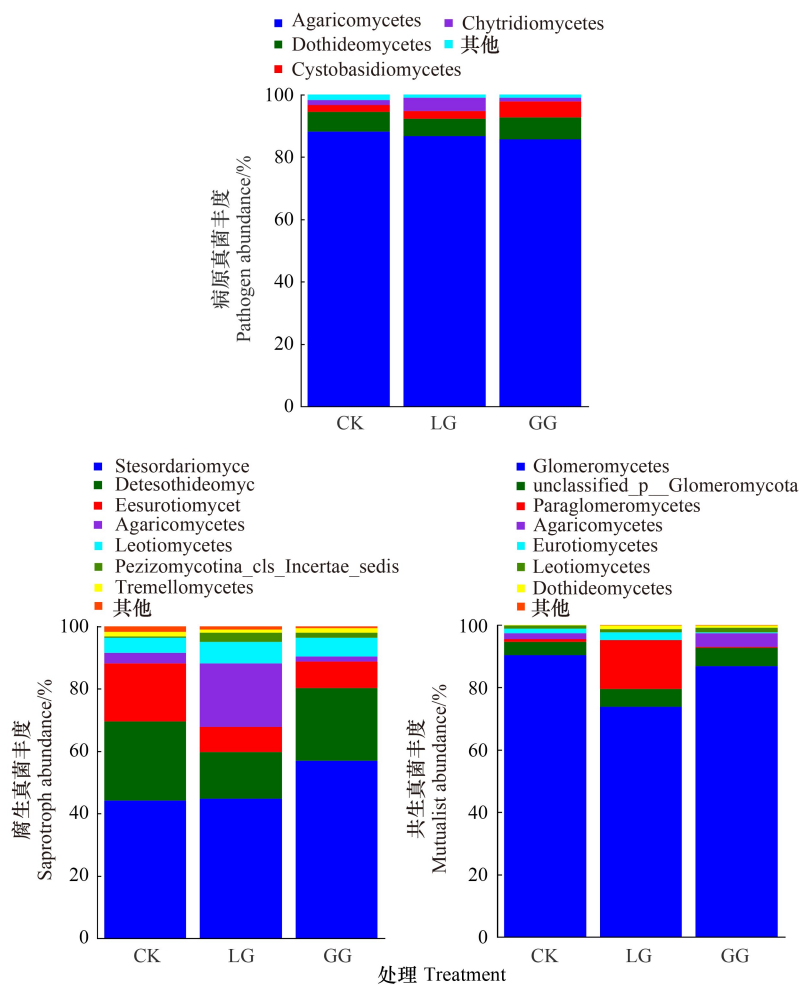 Agaricomycetes
Chytridiomycetes
Dothideomycetes
其他
Cystobasidiomycetes
100
80
60
40
20
0
病原真菌丰度
Pathogen abundance/%
CK LG GG
Stesordariomyce
Detesothideomyc
Eesurotiomycet
Agaricomycetes
Leotiomycetes
Pezizomycotina_cls_Incertae_sedis
Tremellomycetes
其他
100
80
60
40
20
0
腐生真菌丰度
Saprotroph abundance/%
CK LG GG
Glomeromycetes
unclassified_p__Glomeromycota
Paraglomeromycetes
Agaricomycetes
Eurotiomycetes
Leotiomycetes
Dothideomycetes
其他
100
80
60
40
20
0
共生真菌丰度
Mutualist abundance/%
CK LG GG
处理 Treatment